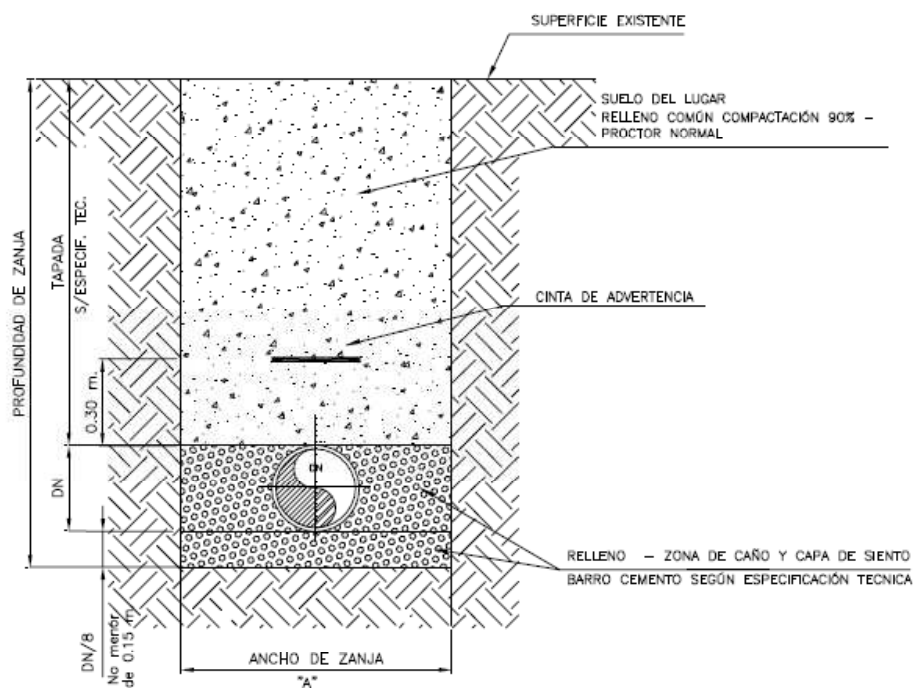 SUPERFICIE EXISTENTE
SUELO DEL LUGAR
RELLENO COMÚN COMPACTACIÓN 90% –
PROCTOR NORMAL
CINTA DE ADVERTENCIA
PROFUNDIDAD DE ZANJA
TAPADA
S/ESPECIF. TEC.
0.30 m.
DN
DN
RELLENO – ZONA DE CAÑO Y CAPA DE SIENTO
BARRO CEMENTO SEGÚN ESPECIFICACIÓN TECNICA
DN/8
No menor
de 0.15 m.
ANCHO DE ZANJA
"A"